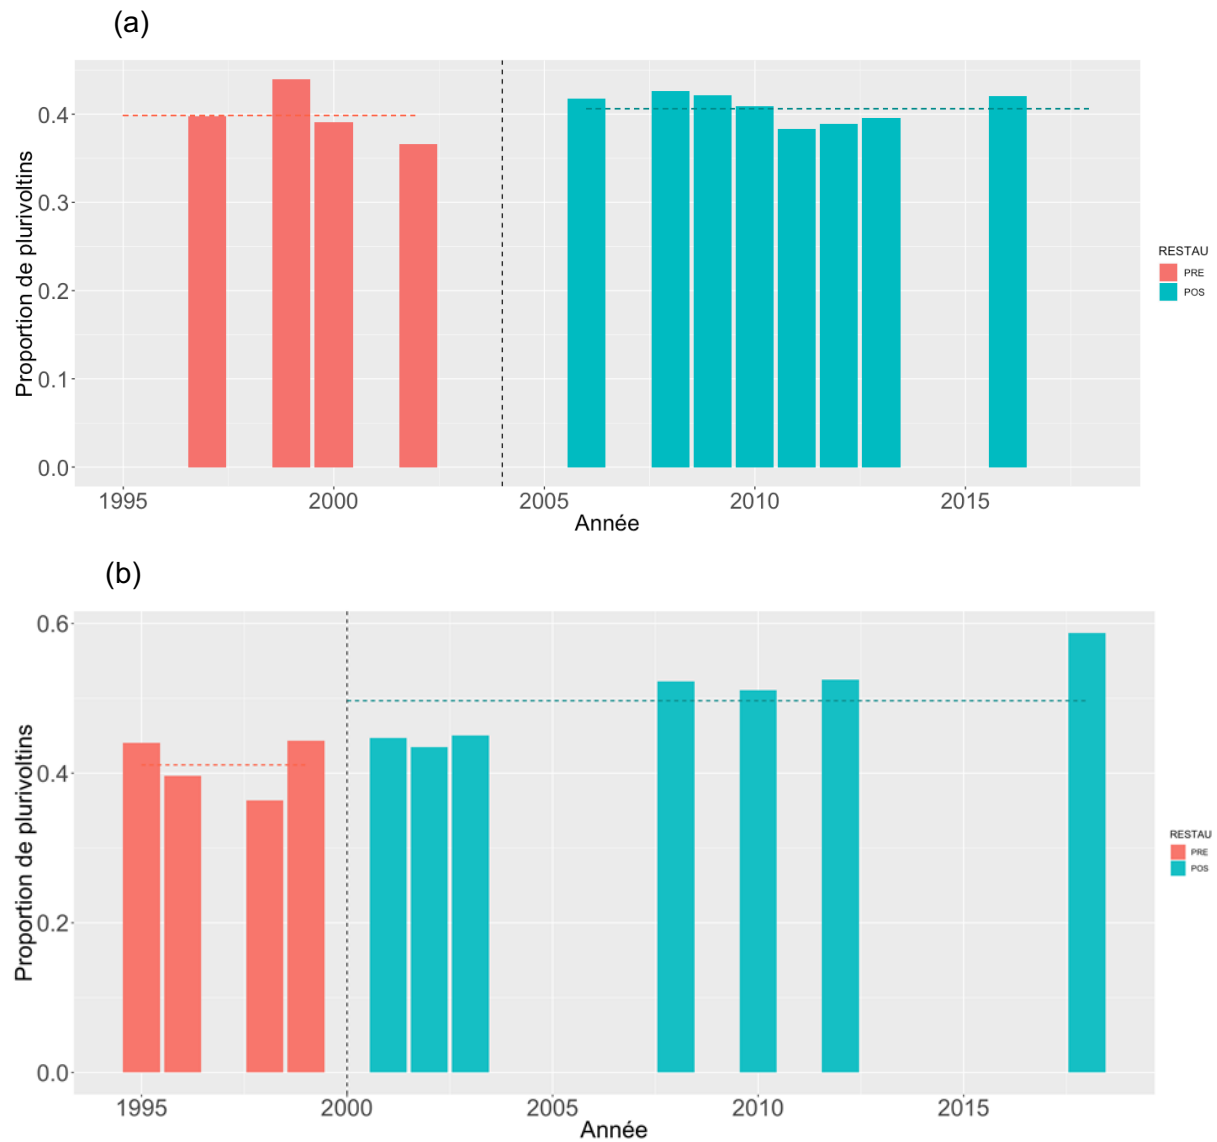 (a)
Proportion de plurivoltins
0.4
0.3
0.2
0.1
0.0
1995 2000 2005 2010 2015
Année
RESTAU
PRE
POS
(b)
Proportion de plurivoltins
0.6
0.4
0.2
0.0
1995 2000 2005 2010 2015
Année
RESTAU
PRE
POS